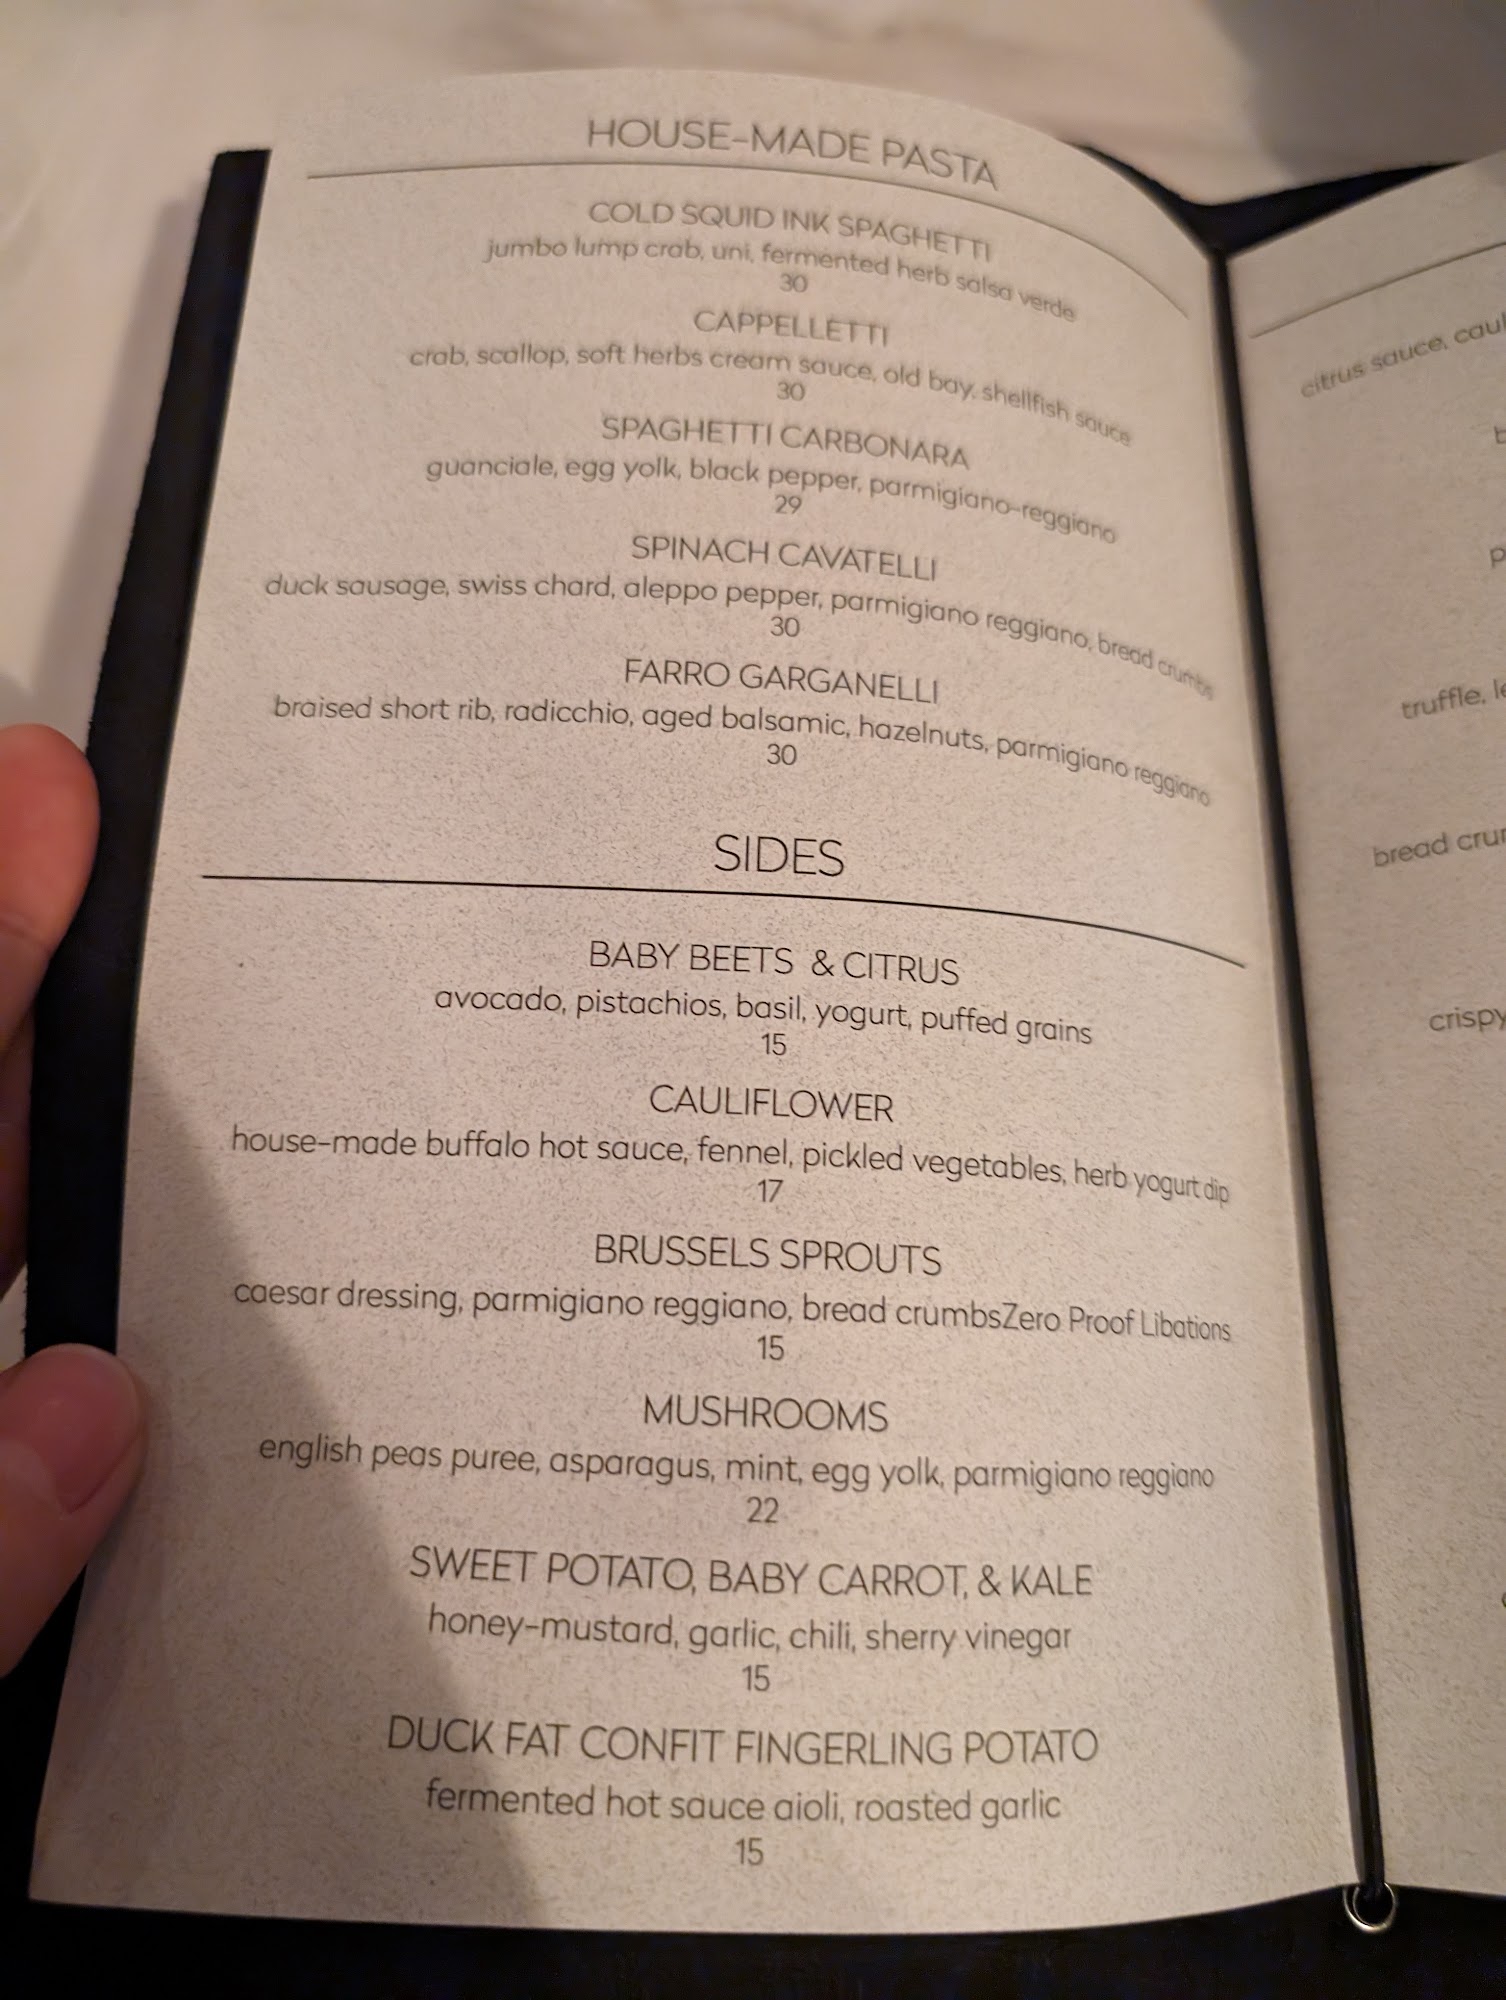 HOUSE-MADE PASTA
COLD SQUID INK SPAGHETTI
jumbo lump crab, uni, fermented herb salsa verde
30
CAPPELLETTI
crab, scallop, soft herbs cream sauce, old bay, shellfish sauce
30
SPAGHETTI CARBONARA
guanciale, egg yolk, black pepper, parmigiano-reggiano
29
SPINACH CAVATELLI
duck sausage, swiss chard, aleppo pepper, parmigiano reggiano, bread crumbs
30
FARRO GARGANELLI
braised short rib, radicchio, aged balsamic, hazelnuts, parmigiano reggiano
30
SIDES
BABY BEETS & CITRUS
avocado, pistachios, basil, yogurt, puffed grains
15
CAULIFLOWER
house-made buffalo hot sauce, fennel, pickled vegetables, herb yogurt dip
17
BRUSSELS SPROUTS
caesar dressing, parmigiano reggiano, bread crumbsZero Proof Libations
15
MUSHROOMS
english peas puree, asparagus, mint, egg yolk, parmigiano reggiano
22
SWEET POTATO, BABY CARROT, & KALE
honey-mustard, garlic, chili, sherry vinegar
15
DUCK FAT CONFIT FINGERLING POTATO
fermented hot sauce aioli, roasted garlic
15
citrus sauce,
truffle,
bread
crispy